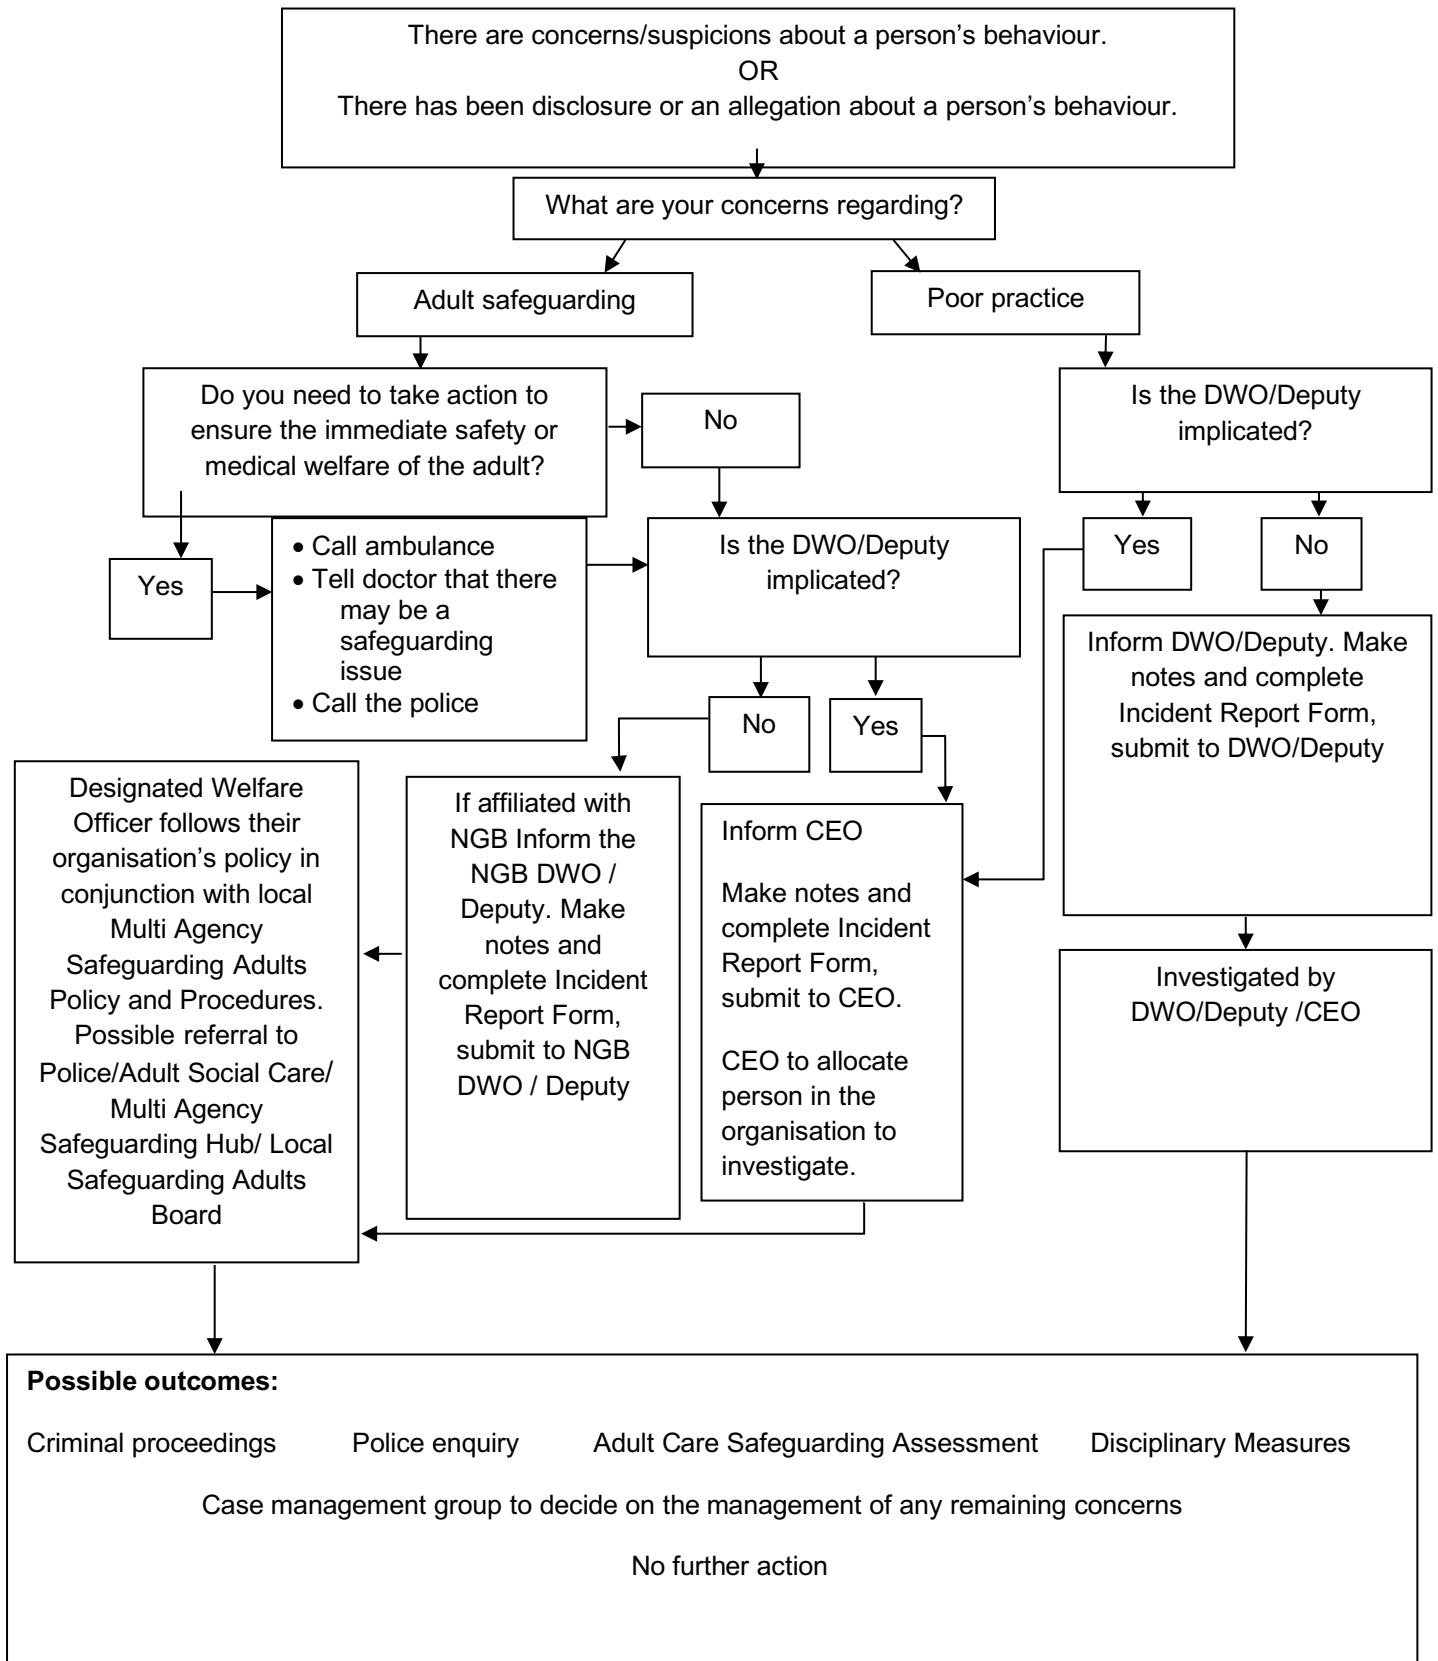 There are concerns/suspicions about a person’s behaviour.
OR
There has been disclosure or an allegation about a person’s behaviour.
What are your concerns regarding?
Adult safeguarding
Poor practice
Do you need to take action to
ensure the immediate safety or
medical welfare of the adult?
No
Is the DWO/Deputy
implicated?
Yes
• Call ambulance
• Tell doctor that there
may be a
safeguarding
issue
• Call the police
Is the DWO/Deputy
implicated?
Yes
No
No
Yes
Inform DWO/Deputy. Make
notes and complete
Incident Report Form,
submit to DWO/Deputy
Designated Welfare
Officer follows their
organisation’s policy in
conjunction with local
Multi Agency
Safeguarding Adults
Policy and Procedures.
Possible referral to
Police/Adult Social Care/
Multi Agency
Safeguarding Hub/ Local
Safeguarding Adults
Board
If affiliated with
NGB Inform the
NGB DWO /
Deputy. Make
notes and
complete Incident
Report Form,
submit to NGB
DWO / Deputy
Inform CEO
Make notes and
complete Incident
Report Form,
submit to CEO.
CEO to allocate
person in the
organisation to
investigate.
Investigated by
DWO/Deputy /CEO
Possible outcomes:
Criminal proceedings Police enquiry Adult Care Safeguarding Assessment Disciplinary Measures
Case management group to decide on the management of any remaining concerns
No further action